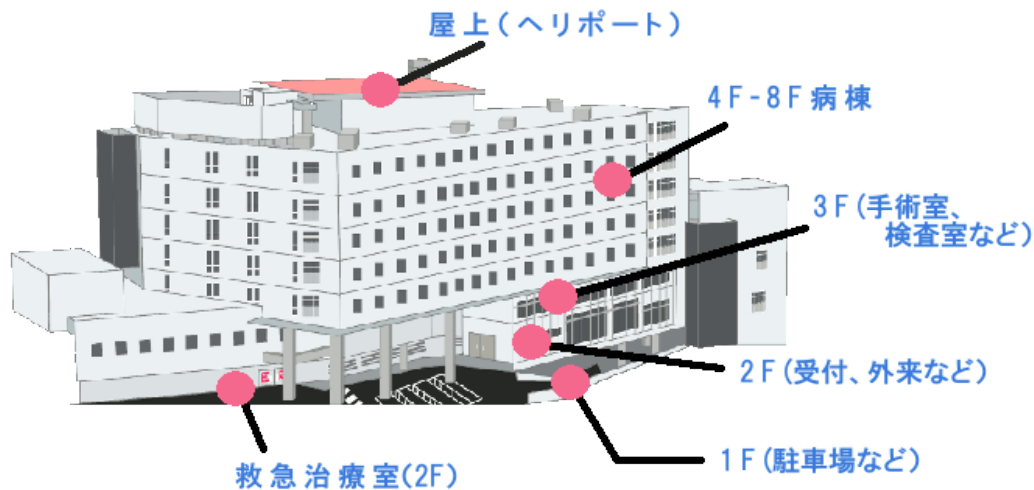 屋上(ヘリポート)
4F-8F病棟
3F(手術室、
検査室など)
2F(受付、外来など)
1F(駐車場など)
救急治療室(2F)